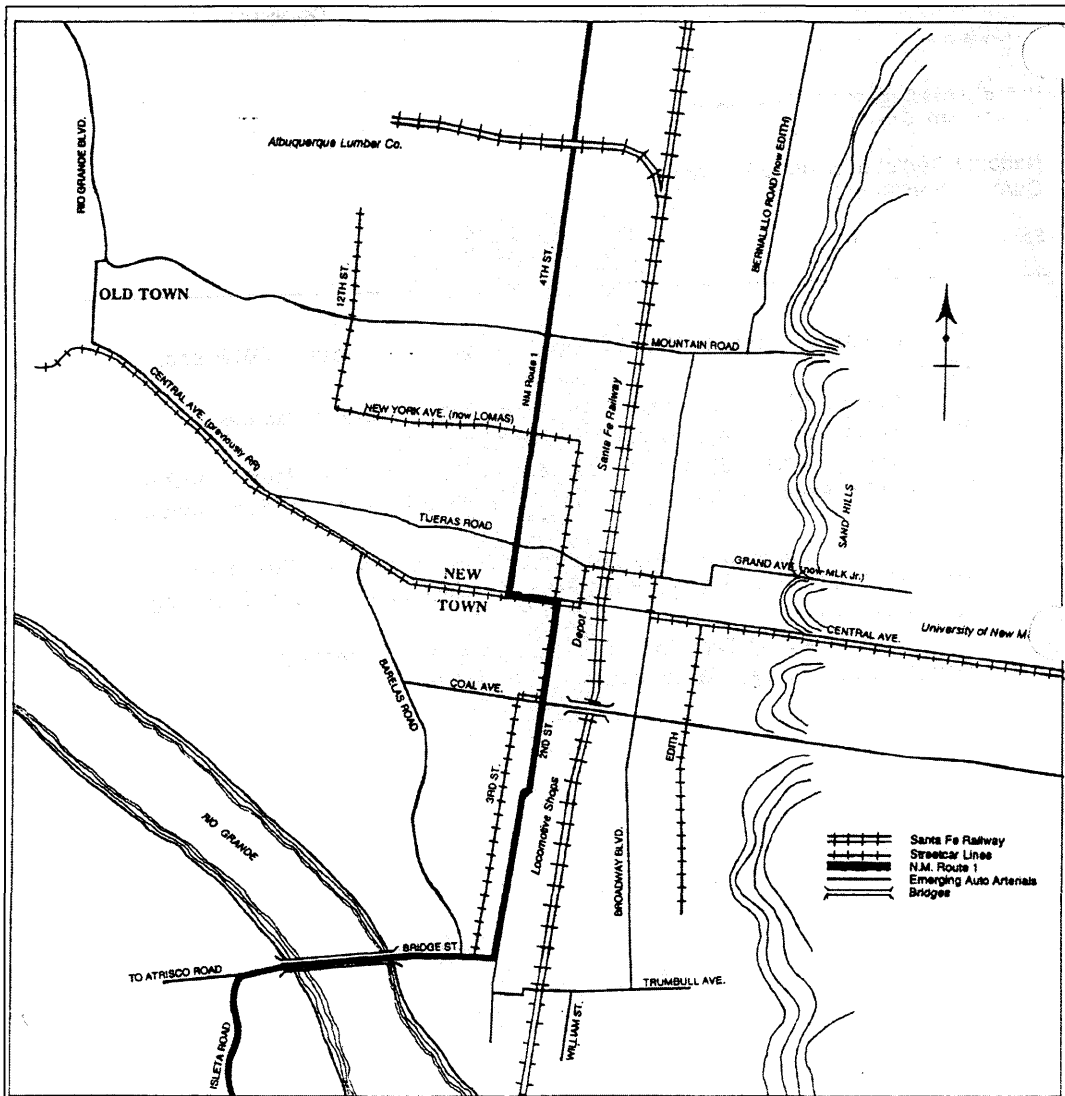 Albuquerque Lumber Co.
RIO GRANDE BLVD.
BERNALILLO ROAD (now EDITH)
12TH ST.
4TH ST.
OLD TOWN
MOUNTAIN ROAD
CENTRAL AVE. (previously RR)
NEW YORK AVE. (now LOMAS)
NM Route 1
Santa Fe Railway
SAND HILLS
TIJERAS ROAD
GRAND AVE. (now MLK Jr.)
NEW
TOWN
Depot
CENTRAL AVE.
University of New M
BARELAS ROAD
COAL AVE.
2ND ST.
3RD ST.
EDITH
RIO GRANDE
Locomotive Shops
BROADWAY BLVD.
Santa Fe Railway
Streetcar Lines
N.M. Route 1
Emerging Auto Arterials
Bridges
BRIDGE ST.
TO ATRISCO ROAD
TRUMBULL AVE.
WILLIAM ST.
ISLETA ROAD